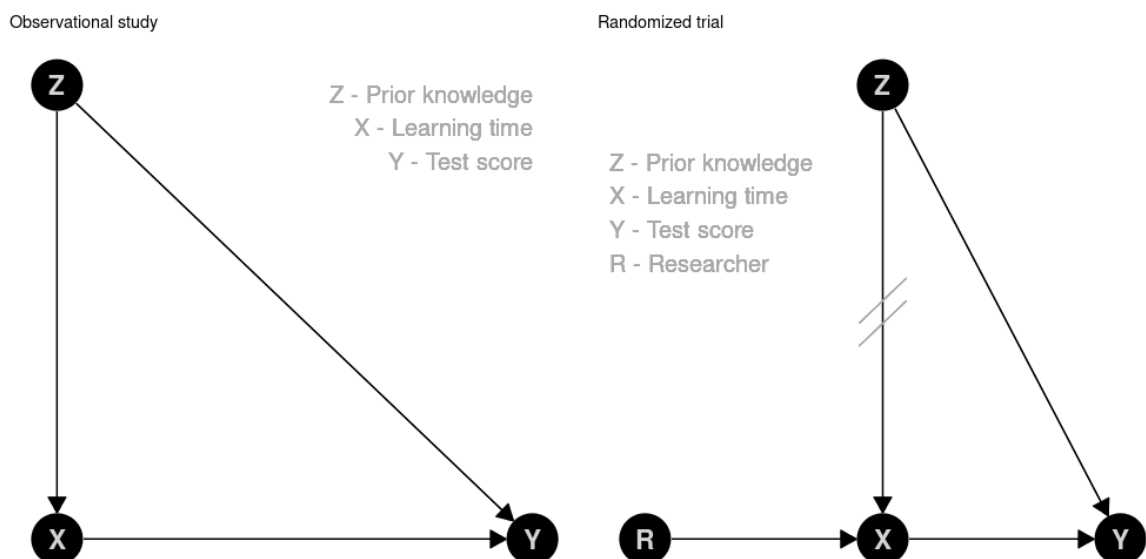 Observational study
Z
Z - Prior knowledge
X - Learning time
Y - Test score
X
Y
Randomized trial
Z
Z - Prior knowledge
X - Learning time
Y - Test score
R - Researcher
R
X
Y